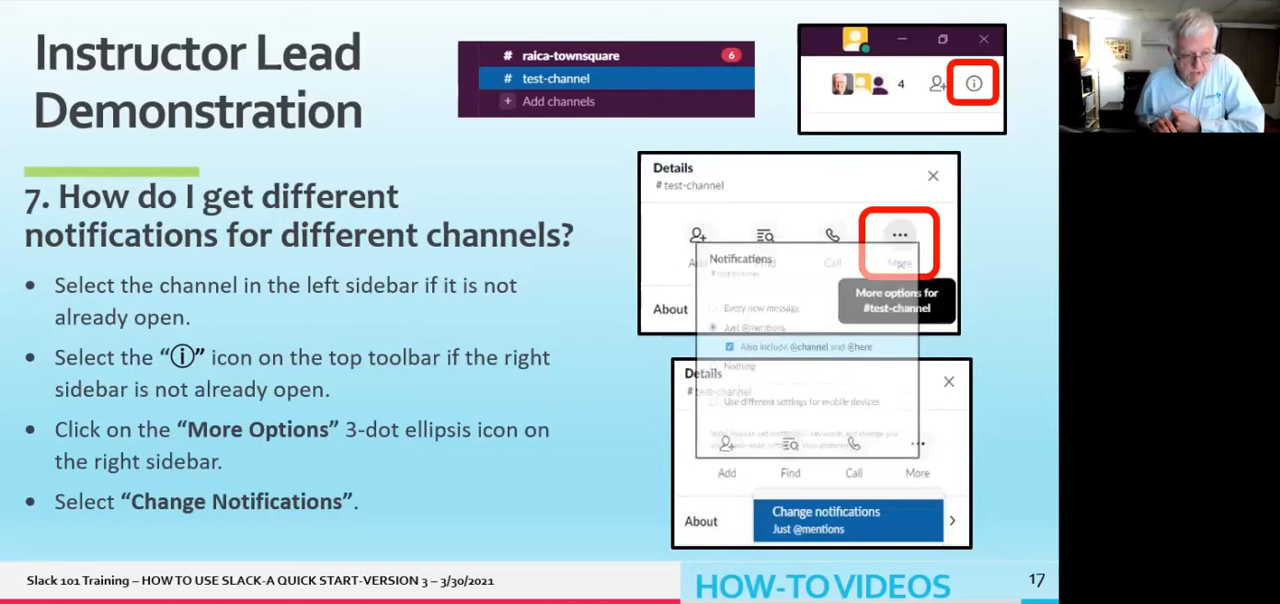 Instructor Lead
Demonstration
7. How do I get different
notifications for different channels?
• Select the channel in the left sidebar if it is not
already open.
• Select the “ⓘ” icon on the top toolbar if the right
sidebar is not already open.
• Click on the “More Options” 3-dot ellipsis icon on
the right sidebar.
• Select “Change Notifications”.
# raica-townsquare 6
# test-channel
+ Add channels
4
Details
# test-channel
Find
Call
More
More options for
#test-channel
About
Notifications
Every new message
Just @mentions
Also include @channel and @here
Nothing
Use different settings for mobile devices
Details
# test-channel
Add
Find
Call
More
About
Change notifications
Just @mentions
Slack 101 Training – HOW TO USE SLACK-A QUICK START-VERSION 3 – 3/30/2021
HOW-TO VIDEOS
17